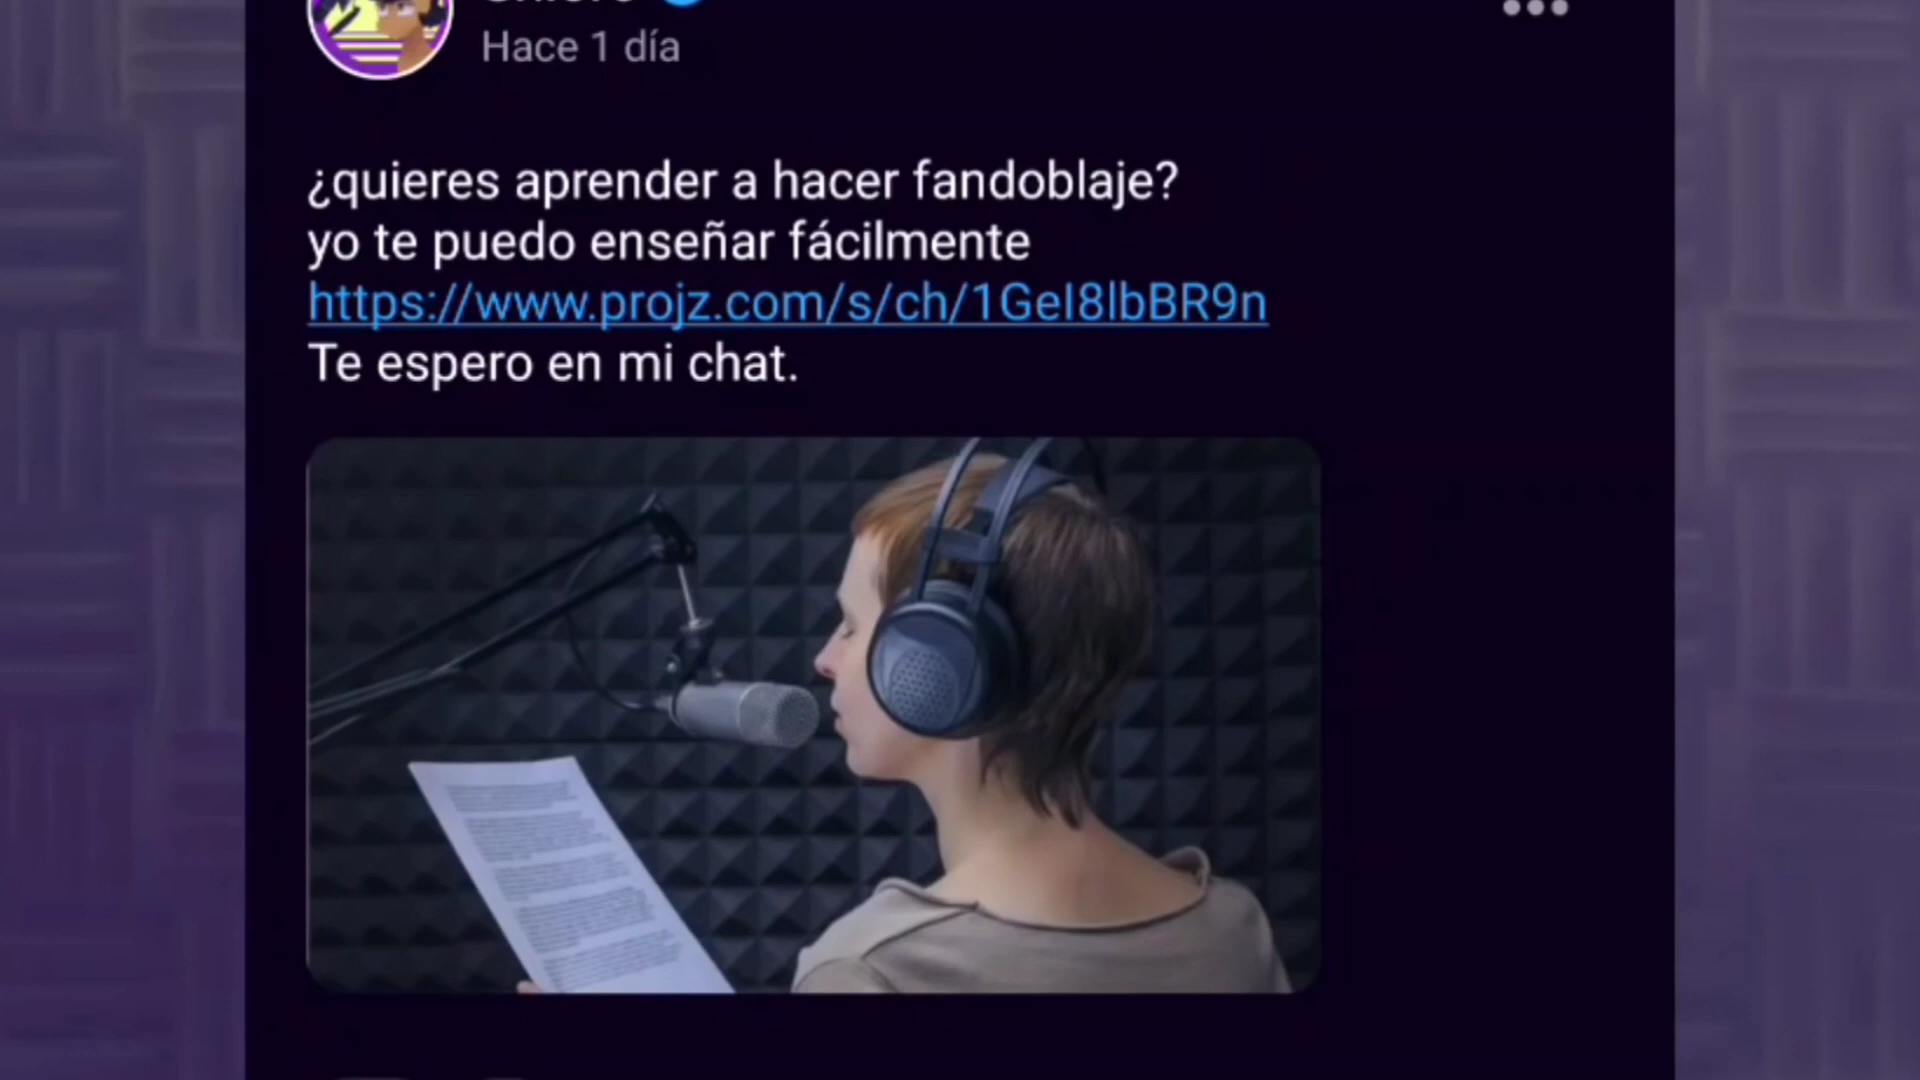 Hace 1 día
¿quieres aprender a hacer fandoblaje?
yo te puedo enseñar fácilmente
https://www.projz.com/s/ch/1GeI8lbBR9n
Te espero en mi chat.